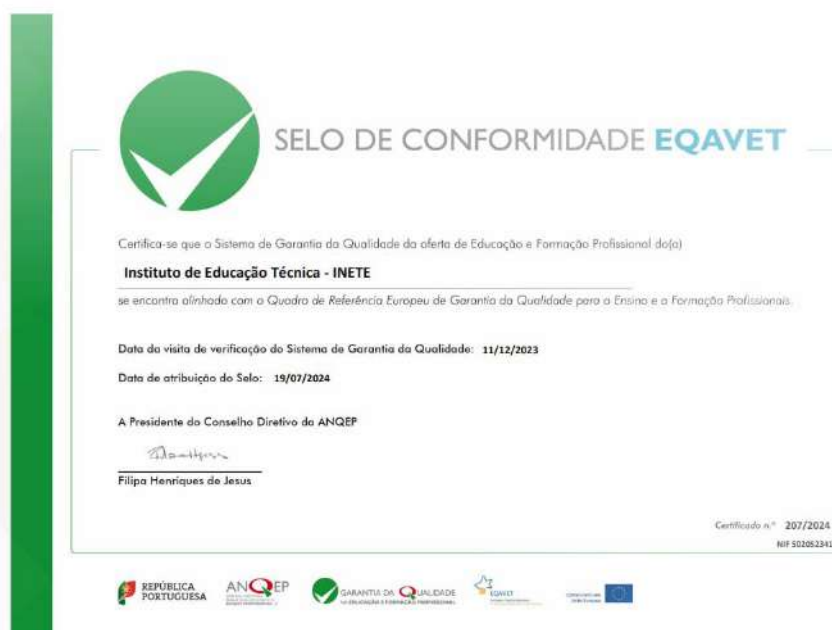 SELO DE CONFORMIDADE EQAVET
Certifica-se que o Sistema de Garantia da Qualidade da oferta de Educação e Formação Profissional do(a)
Instituto de Educação Técnica - INETE
se encontra alinhado com o Quadro de Referência Europeu de Garantia da Qualidade para o Ensino e a Formação Profissionais.
Data da visita de verificação do Sistema de Garantia da Qualidade: 11/12/2023
Data de atribuição do Selo: 19/07/2024
A Presidente do Conselho Diretivo da ANQEP
Filipa Henriques de Jesus
Certificado n.º 207/2024
NIF 502052341
REPÚBLICA
PORTUGUESA
ANQEP
GARANTIA DA QUALIDADE
NA EDUCAÇÃO E FORMAÇÃO PROFISSIONAL
EQAVET